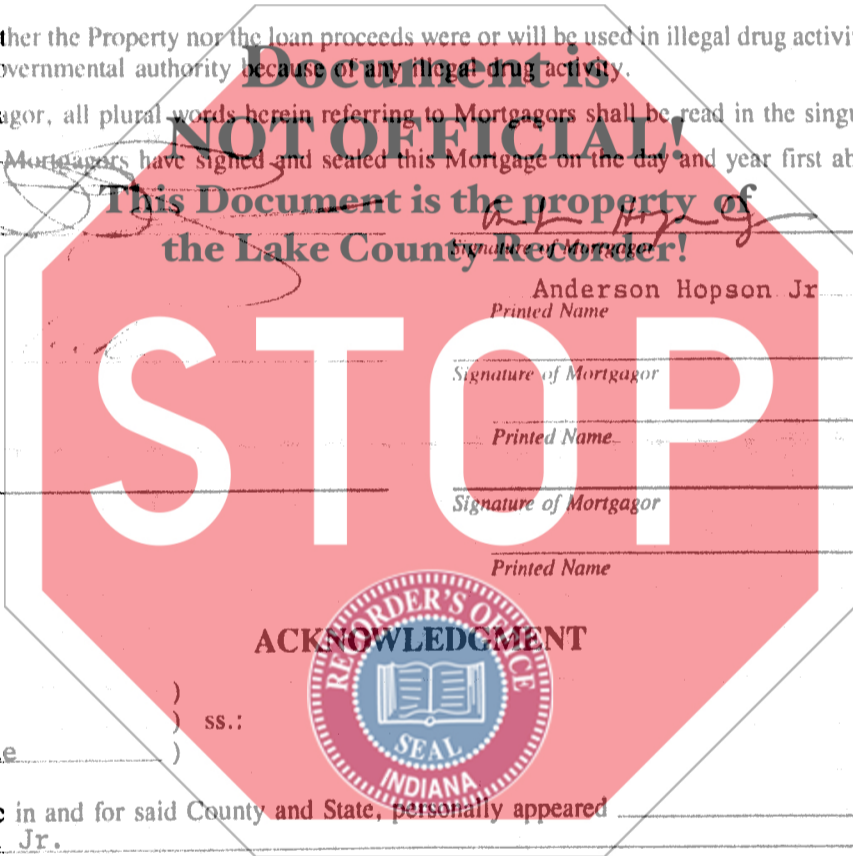 ther the Property nor the loan proceeds were or will be used in illegal drug activi
overnmental authority because of any illegal drug activity.
Document is
agor, all plural words herein referring to Mortgagors shall be read in the singu
NOT OFFICIAL!
Mortgagors have signed and sealed this Mortgage on the day and year first ab
This Document is the property of
the Lake County Recorder!
Signature of Mortgagor
Anderson Hopson Jr
Printed Name
STOP
Signature of Mortgagor
Printed Name
Signature of Mortgagor
Printed Name
RECORDER'S OFFICE
ACKNOWLEDGMENT
)
) ss.:
e )
SEAL
INDIANA
c in and for said County and State, personally appeared
Jr.